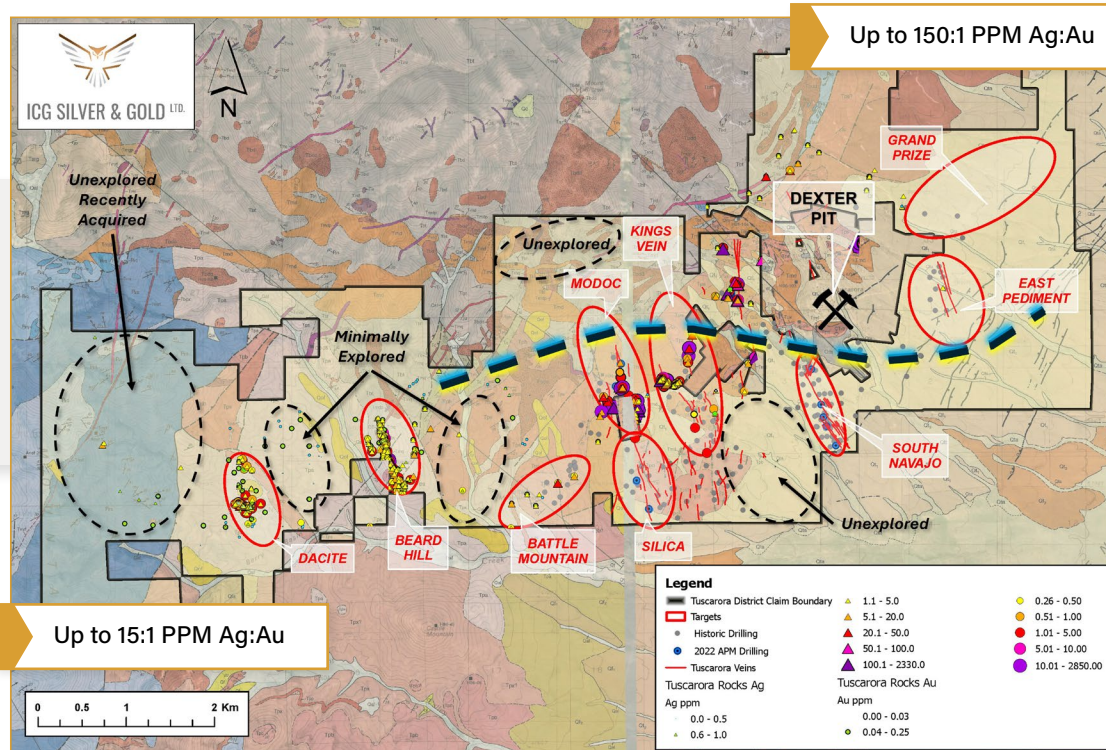 Up to 150:1 PPM Ag:Au
ICG SILVER & GOLD LTD.
N
GRAND
PRIZE
Unexplored
Recently
Acquired
DEXTER
PIT
KINGS
VEIN
Unexplored
MODOC
EAST
PEDIMENT
Minimally
Explored
SOUTH
NAVAJO
Unexplored
DACITE
BEARD
HILL
BATTLE
MOUNTAIN
SILICA
Up to 15:1 PPM Ag:Au
0 0.5 1 2 Km
Legend
Tuscarora District Claim Boundary
Targets
Historic Drilling
2022 APM Drilling
Tuscarora Veins
Tuscarora Rocks Ag
Ag ppm
0.0 - 0.5
0.6 - 1.0
1.1 - 5.0
5.1 - 20.0
20.1 - 50.0
50.1 - 100.0
100.1 - 2330.0
Tuscarora Rocks Au
Au ppm
0.00 - 0.03
0.04 - 0.25
0.26 - 0.50
0.51 - 1.00
1.01 - 5.00
5.01 - 10.00
10.01 - 2850.00